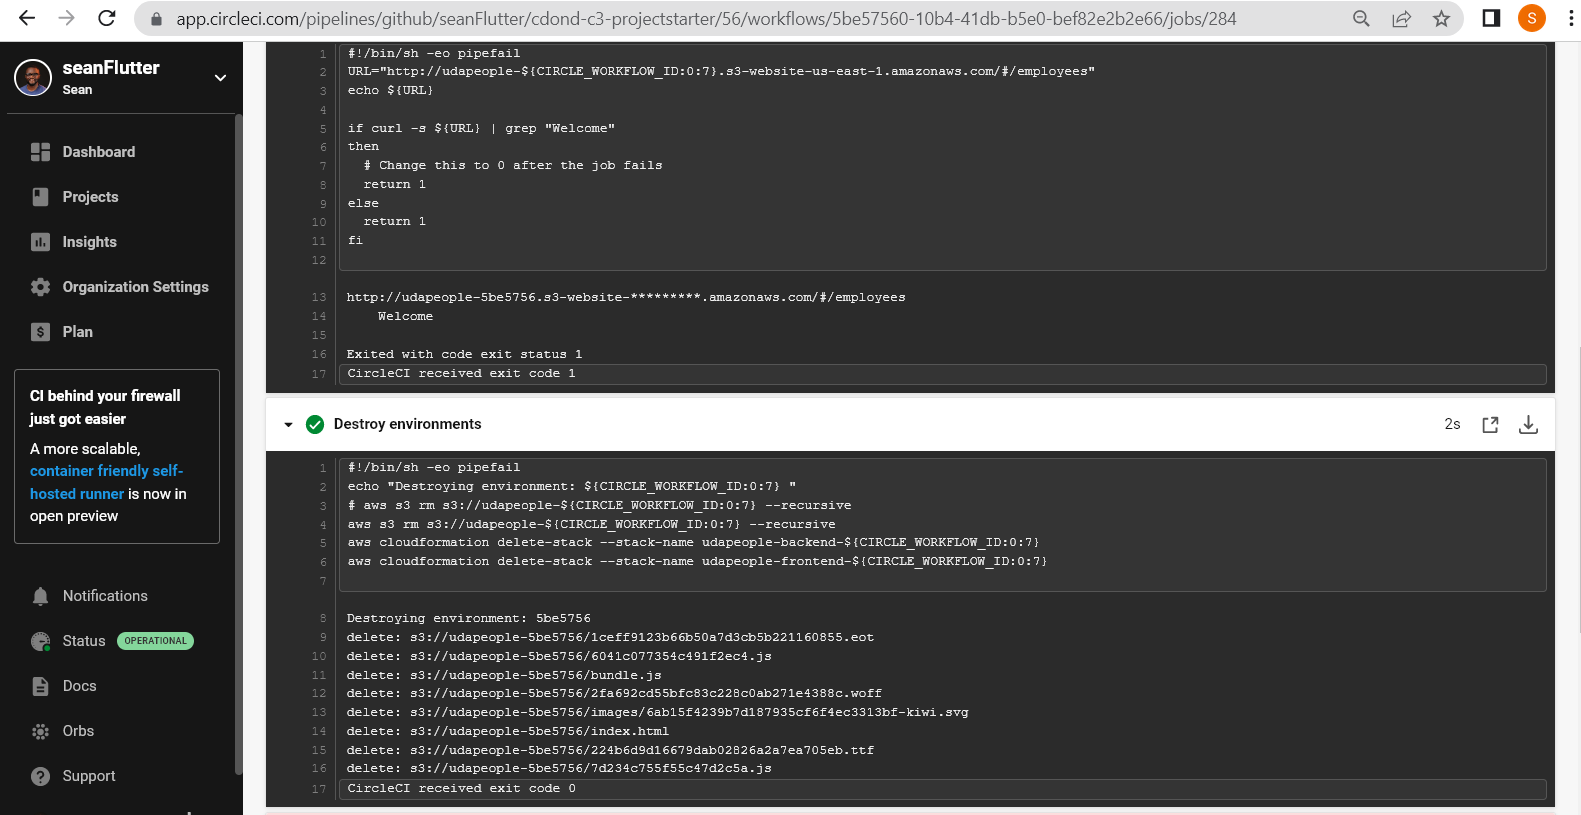 app.circleci.com/pipelines/github/seanFlutter/cdond-c3-projectstarter/56/workflows/5be57560-10b4-41db-b5e0-bef82e2b2e66/jobs/284
S
seanFlutter
Sean
Dashboard
Projects
Insights
Organization Settings
Plan
CI behind your firewall
just got easier
A more scalable,
container friendly self-
hosted runner is now in
open preview
Notifications
Status OPERATIONAL
Docs
Orbs
Support
1 #!/bin/sh -eo pipefail
2 URL="http://udapeople-${CIRCLE_WORKFLOW_ID:0:7}.s3-website-us-east-1.amazonaws.com/#/employees"
3 echo ${URL}
4
5 if curl -s ${URL} | grep "Welcome"
6 then
7 # Change this to 0 after the job fails
8 return 1
9 else
10 return 1
11 fi
12
13 http://udapeople-5be5756.s3-website-*********.amazonaws.com/#/employees
14 Welcome
15
16 Exited with code exit status 1
17 CircleCI received exit code 1
Destroy environments 2s
1 #!/bin/sh -eo pipefail
2 echo "Destroying environment: ${CIRCLE_WORKFLOW_ID:0:7} "
3 # aws s3 rm s3://udapeople-${CIRCLE_WORKFLOW_ID:0:7} --recursive
4 aws s3 rm s3://udapeople-${CIRCLE_WORKFLOW_ID:0:7} --recursive
5 aws cloudformation delete-stack --stack-name udapeople-backend-${CIRCLE_WORKFLOW_ID:0:7}
6 aws cloudformation delete-stack --stack-name udapeople-frontend-${CIRCLE_WORKFLOW_ID:0:7}
7
8 Destroying environment: 5be5756
9 delete: s3://udapeople-5be5756/1ceff9123b66b50a7d3cb5b221160855.eot
10 delete: s3://udapeople-5be5756/6041c077354c491f2ec4.js
11 delete: s3://udapeople-5be5756/bundle.js
12 delete: s3://udapeople-5be5756/2fa692cd55bfc83c228c0ab271e4388c.woff
13 delete: s3://udapeople-5be5756/images/6ab15f4239b7d187935cf6f4ec3313bf-kiwi.svg
14 delete: s3://udapeople-5be5756/index.html
15 delete: s3://udapeople-5be5756/224b6d9d16679dab02826a2a7ea705eb.ttf
16 delete: s3://udapeople-5be5756/7d234c755f55c47d2c5a.js
17 CircleCI received exit code 0